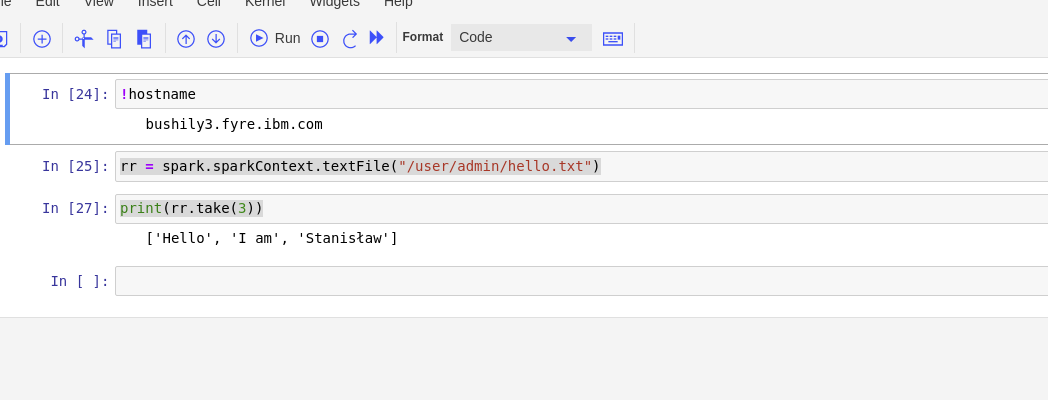 Edit View Insert Cell Kernel Widgets Help
Run Format Code
In [24]: !hostname
bushily3.fyre.ibm.com
In [25]: rr = spark.sparkContext.textFile("/user/admin/hello.txt")
In [27]: print(rr.take(3))
['Hello', 'I am', 'Stanisław']
In [ ]: